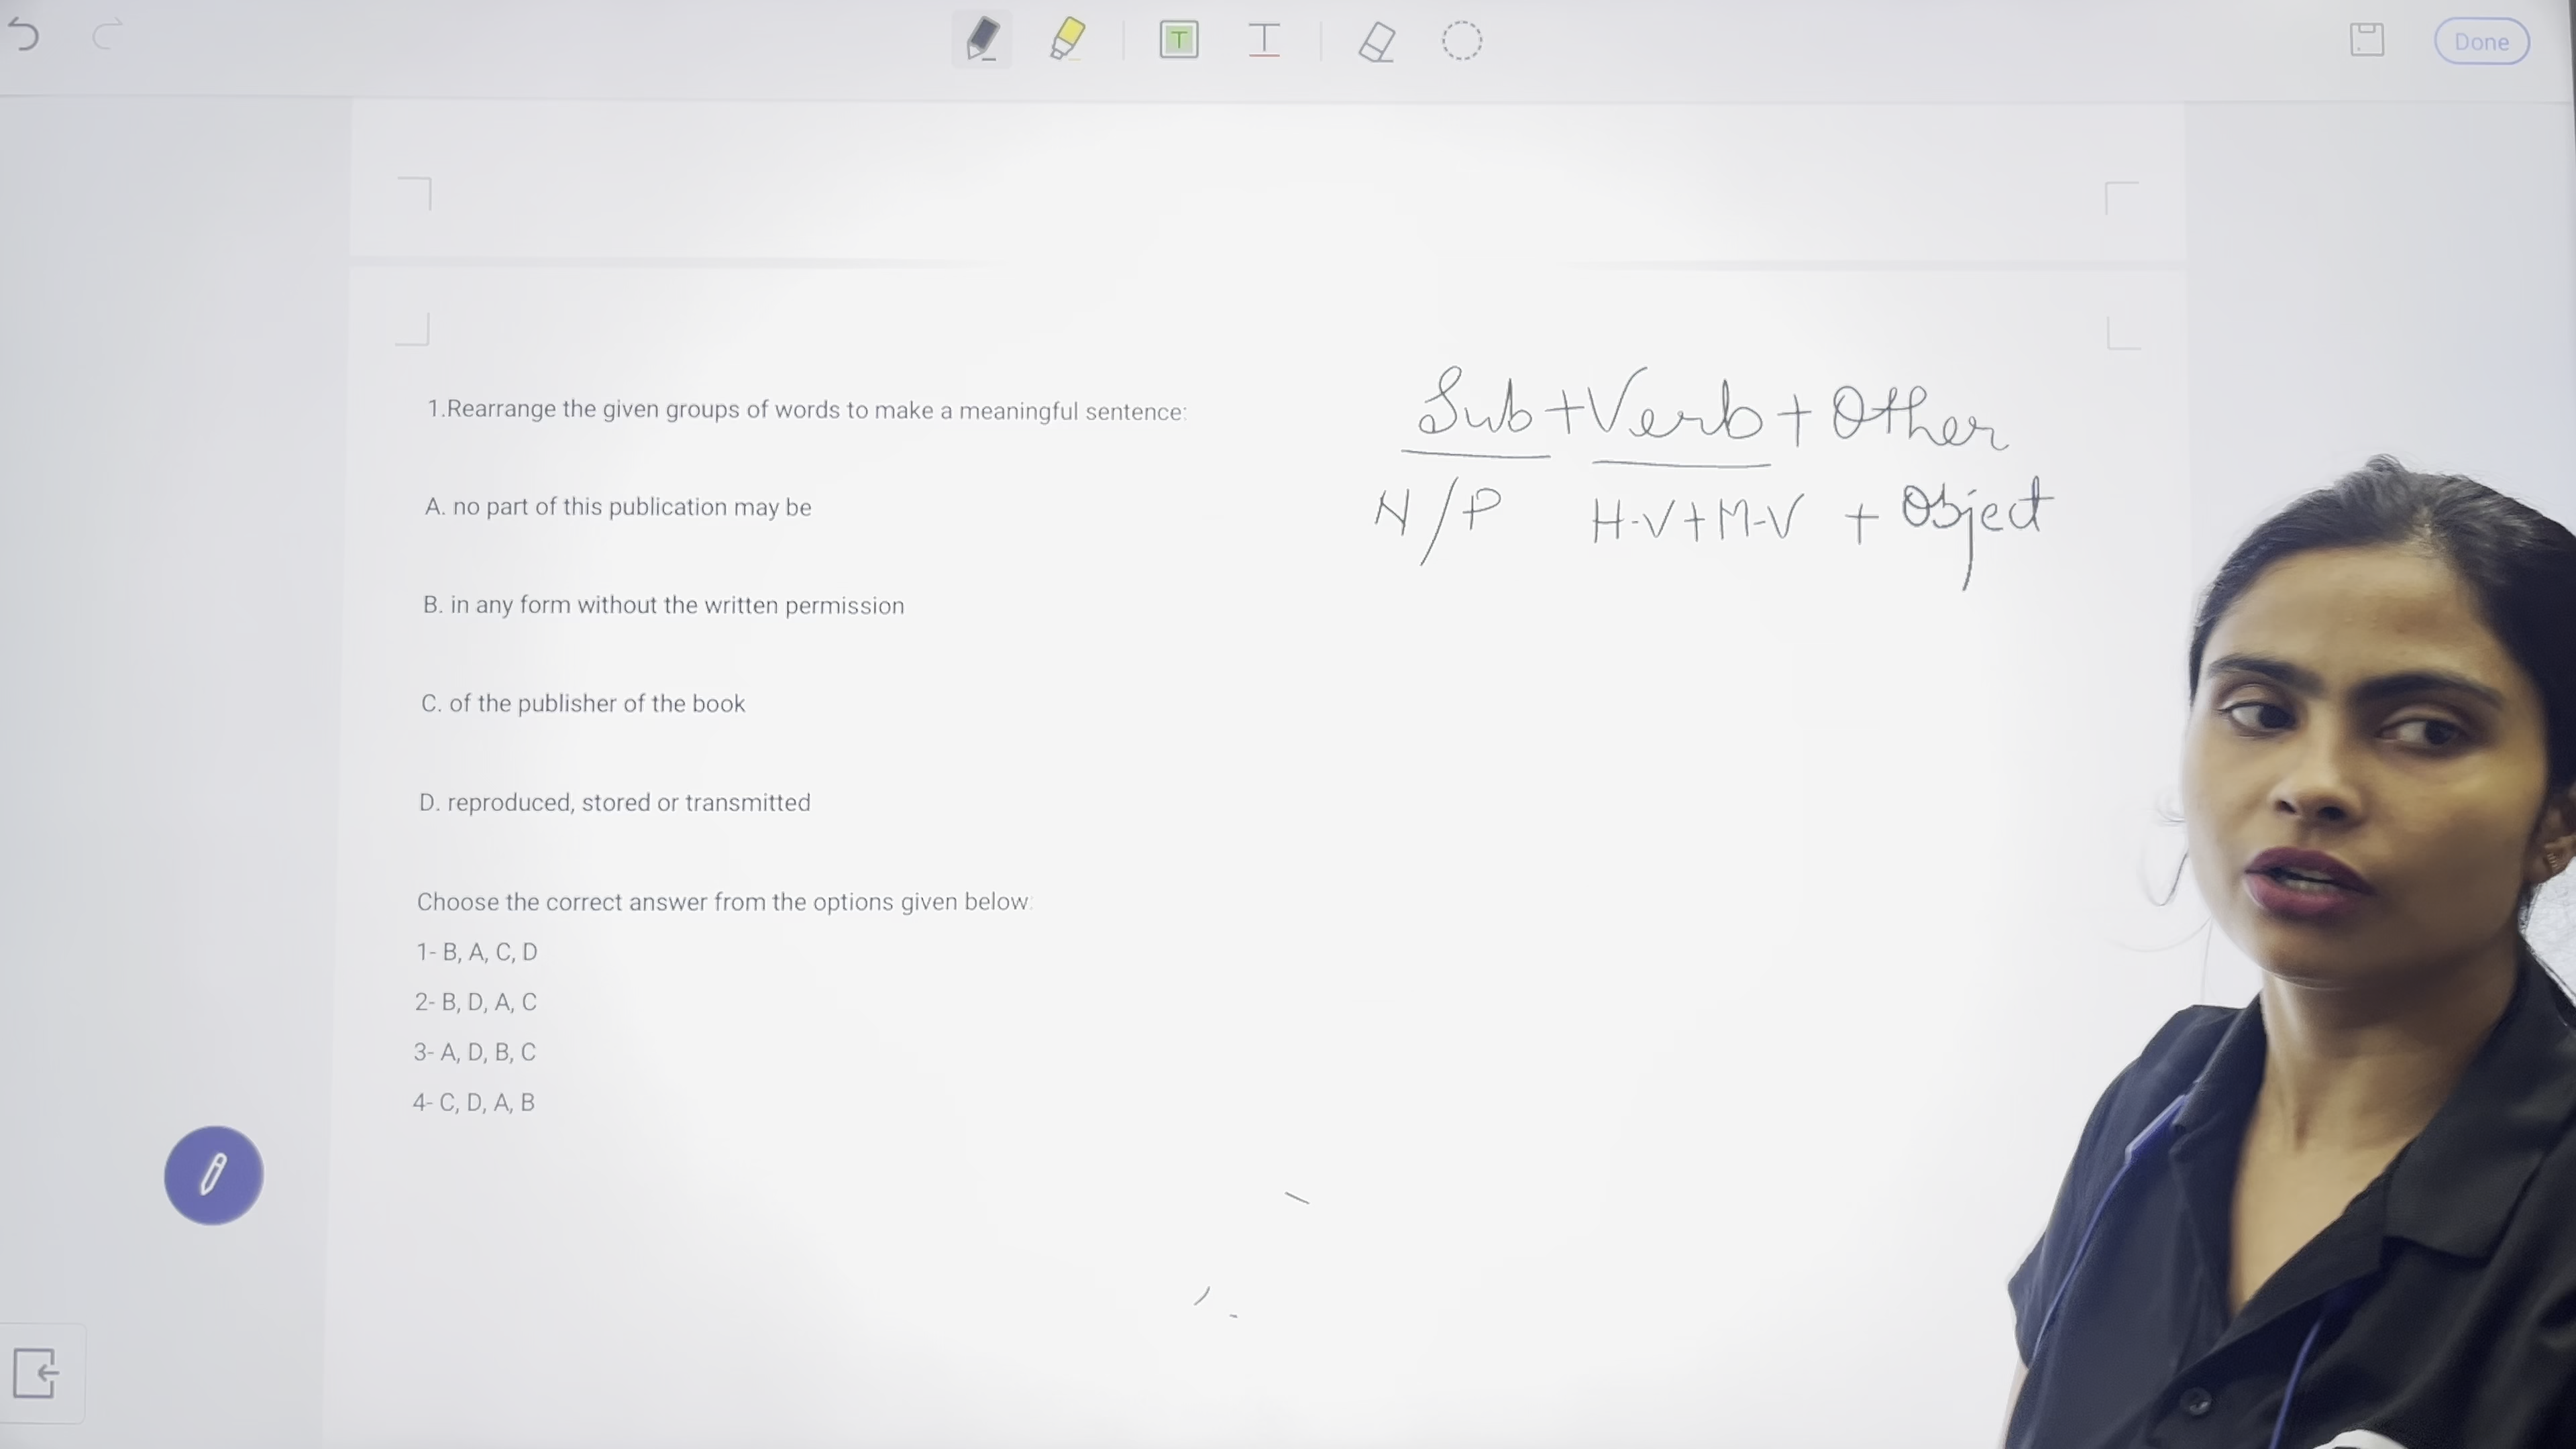 Done
1.Rearrange the given groups of words to make a meaningful sentence:
Sub + Verb + Other
A. no part of this publication may be
N/P H-V+M-V + Object
B. in any form without the written permission
C. of the publisher of the book
D. reproduced, stored or transmitted
Choose the correct answer from the options given below:
1- B, A, C, D
2- B, D, A, C
3- A, D, B, C
4- C, D, A, B